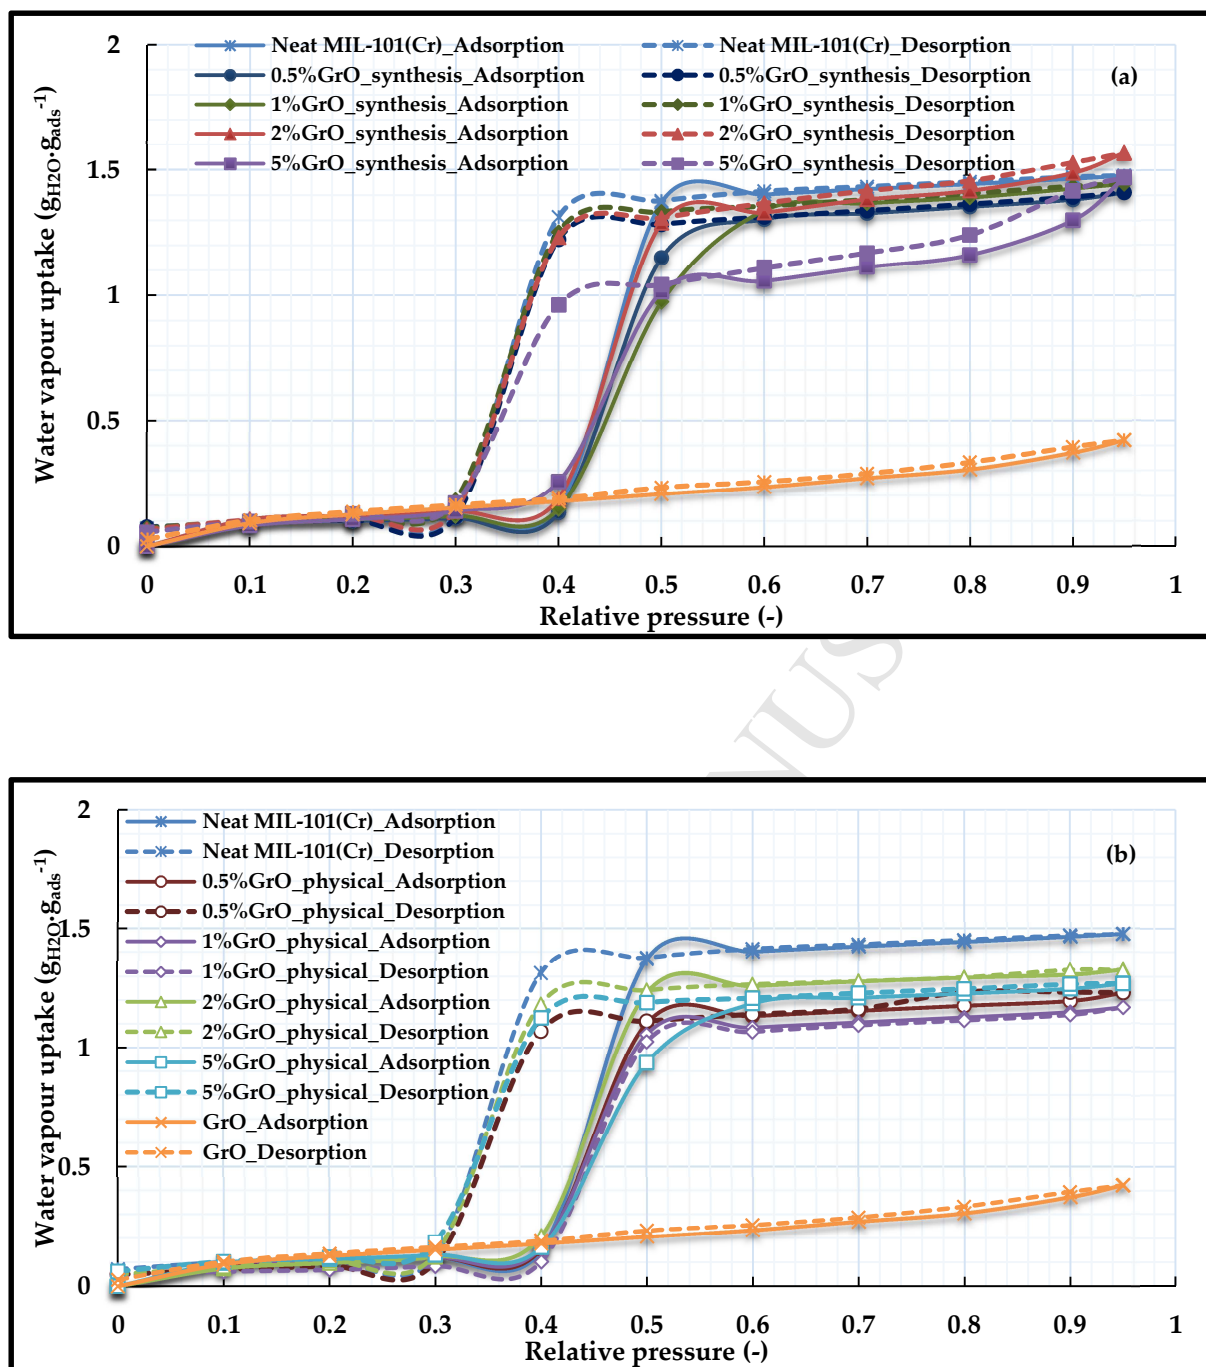 2
Neat MIL-101(Cr)_Adsorption
Neat MIL-101(Cr)_Desorption
0.5%GrO_synthesis_Adsorption
0.5%GrO_synthesis_Desorption
(a)
1%GrO_synthesis_Adsorption
1%GrO_synthesis_Desorption
2%GrO_synthesis_Adsorption
2%GrO_synthesis_Desorption
5%GrO_synthesis_Adsorption
5%GrO_synthesis_Desorption
1.5
1
0.5
0
Water vapour uptake (gH2O·gads-1)
0 0.1 0.2 0.3 0.4 0.5 0.6 0.7 0.8 0.9 1
Relative pressure (-)
NUS
2
Neat MIL-101(Cr)_Adsorption
Neat MIL-101(Cr)_Desorption
(b)
0.5%GrO_physical_Adsorption
0.5%GrO_physical_Desorption
1%GrO_physical_Adsorption
1%GrO_physical_Desorption
2%GrO_physical_Adsorption
2%GrO_physical_Desorption
5%GrO_physical_Adsorption
5%GrO_physical_Desorption
GrO_Adsorption
GrO_Desorption
1.5
1
0.5
0
Water vapour uptake (gH2O·gads-1)
0 0.1 0.2 0.3 0.4 0.5 0.6 0.7 0.8 0.9 1
Relative pressure (-)